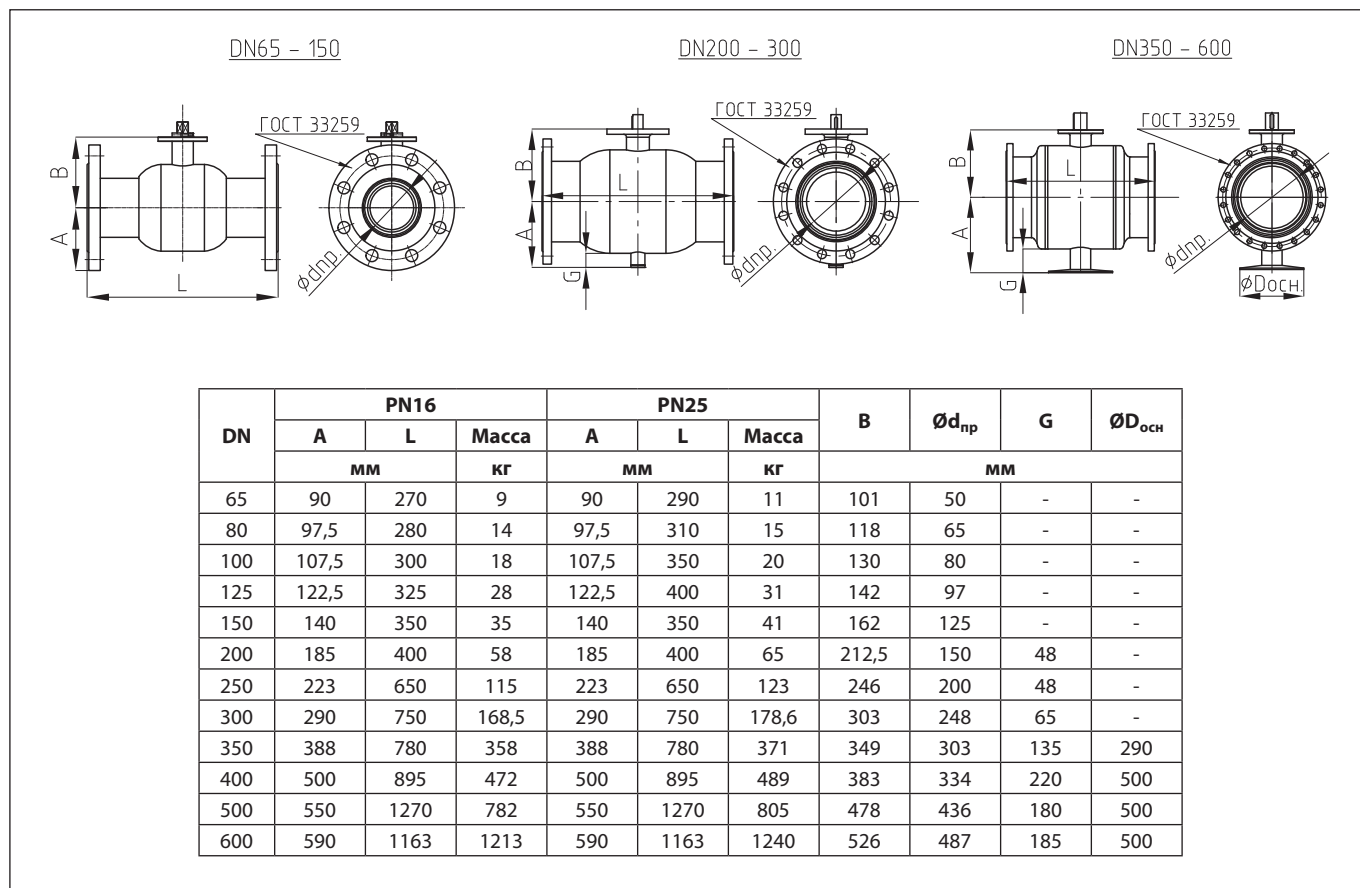 DN65 – 150
DN200 – 300
DN350 – 600
ГОСТ 33259
B
A
L
Ødnp.
ГОСТ 33259
B
A
L
G
Ødnp.
ГОСТ 33259
B
A
L
G
Ødnp.
ØDосн.
DN PN16 PN25 B Ødпр G ØDосн
A L Масса A L Масса
мм кг мм кг мм
65 90 270 9 90 290 11 101 50 - -
80 97,5 280 14 97,5 310 15 118 65 - -
100 107,5 300 18 107,5 350 20 130 80 - -
125 122,5 325 28 122,5 400 31 142 97 - -
150 140 350 35 140 350 41 162 125 - -
200 185 400 58 185 400 65 212,5 150 48 -
250 223 650 115 223 650 123 246 200 48 -
300 290 750 168,5 290 750 178,6 303 248 65 -
350 388 780 358 388 780 371 349 303 135 290
400 500 895 472 500 895 489 383 334 220 500
500 550 1270 782 550 1270 805 478 436 180 500
600 590 1163 1213 590 1163 1240 526 487 185 500